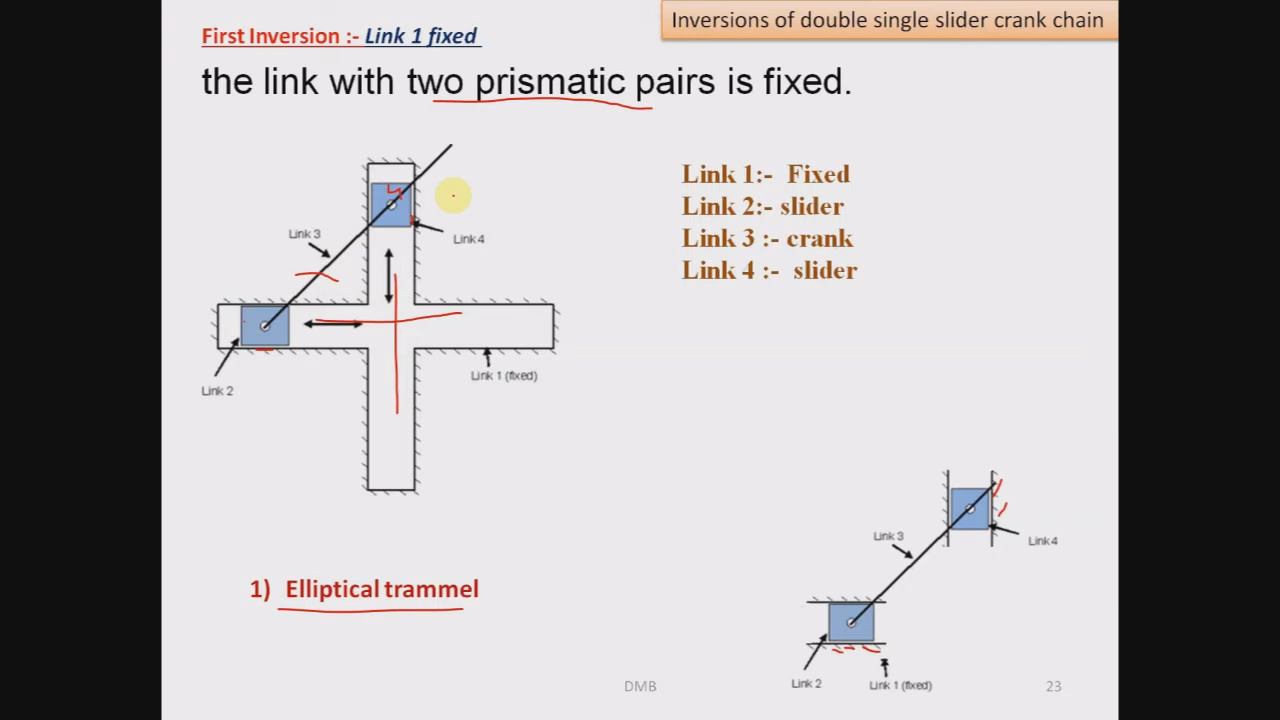 Inversions of double single slider crank chain
First Inversion :- Link 1 fixed
the link with two prismatic pairs is fixed.
Link 1:- Fixed
Link 2:- slider
Link 3 :- crank
Link 4 :- slider
Link 3
Link 4
Link 1 (fixed)
Link 2
Link 3
Link 4
Link 2
Link 1 (fixed)
1) Elliptical trammel
DMB
23